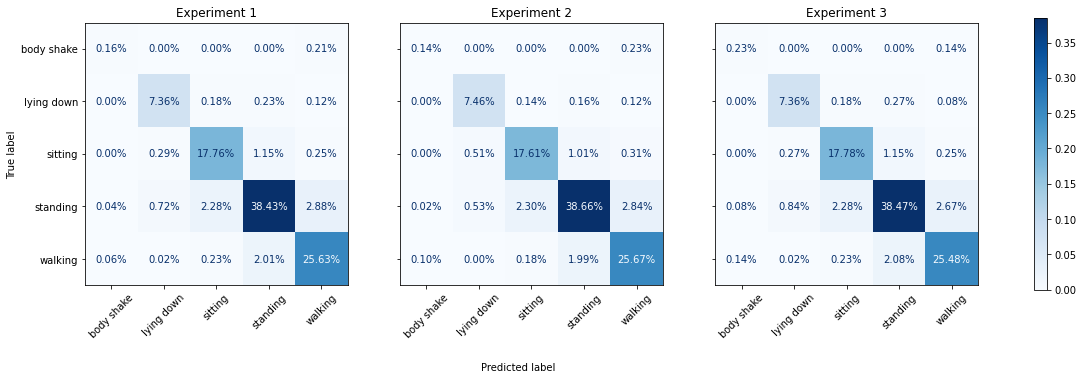 Experiment 1 Experiment 2 Experiment 3
body shake 0.16% 0.00% 0.00% 0.00% 0.21% 0.14% 0.00% 0.00% 0.00% 0.23% 0.23% 0.00% 0.00% 0.00% 0.14%
lying down 0.00% 7.36% 0.18% 0.23% 0.12% 0.00% 7.46% 0.14% 0.16% 0.12% 0.00% 7.36% 0.18% 0.27% 0.08%
sitting 0.00% 0.29% 17.76% 1.15% 0.25% 0.00% 0.51% 17.61% 1.01% 0.31% 0.00% 0.27% 17.78% 1.15% 0.25%
standing 0.04% 0.72% 2.28% 38.43% 2.88% 0.02% 0.53% 2.30% 38.66% 2.84% 0.08% 0.84% 2.28% 38.47% 2.67%
walking 0.06% 0.02% 0.23% 2.01% 25.63% 0.10% 0.00% 0.18% 1.99% 25.67% 0.14% 0.02% 0.23% 2.08% 25.48%
True label
body shake lying down sitting standing walking body shake lying down sitting standing walking body shake lying down sitting standing walking
Predicted label
0.35
0.30
0.25
0.20
0.15
0.10
0.05
0.00